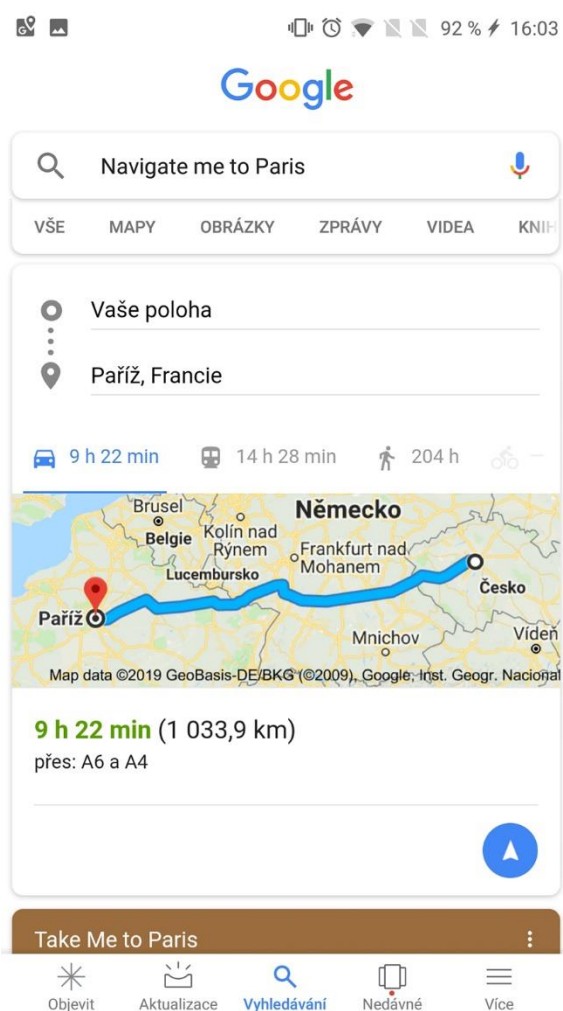 92 % 16:03
Google
Navigate me to Paris
VŠE MAPY OBRÁZKY ZPRÁVY VIDEA KNIH
Vaše poloha
Paříž, Francie
9 h 22 min 14 h 28 min 204 h —
Brusel
Německo
Belgie
Kolín nad
Rýnem
Frankfurt nad
Mohanem
Lucembursko
Česko
Paříž
Mnichov
Vídeň
Map data ©2019 GeoBasis-DE/BKG (©2009), Google, Inst. Geogr. Nacional
9 h 22 min (1 033,9 km)
přes: A6 a A4
Take Me to Paris
Objevit Aktualizace Vyhledávání Nedávné Více